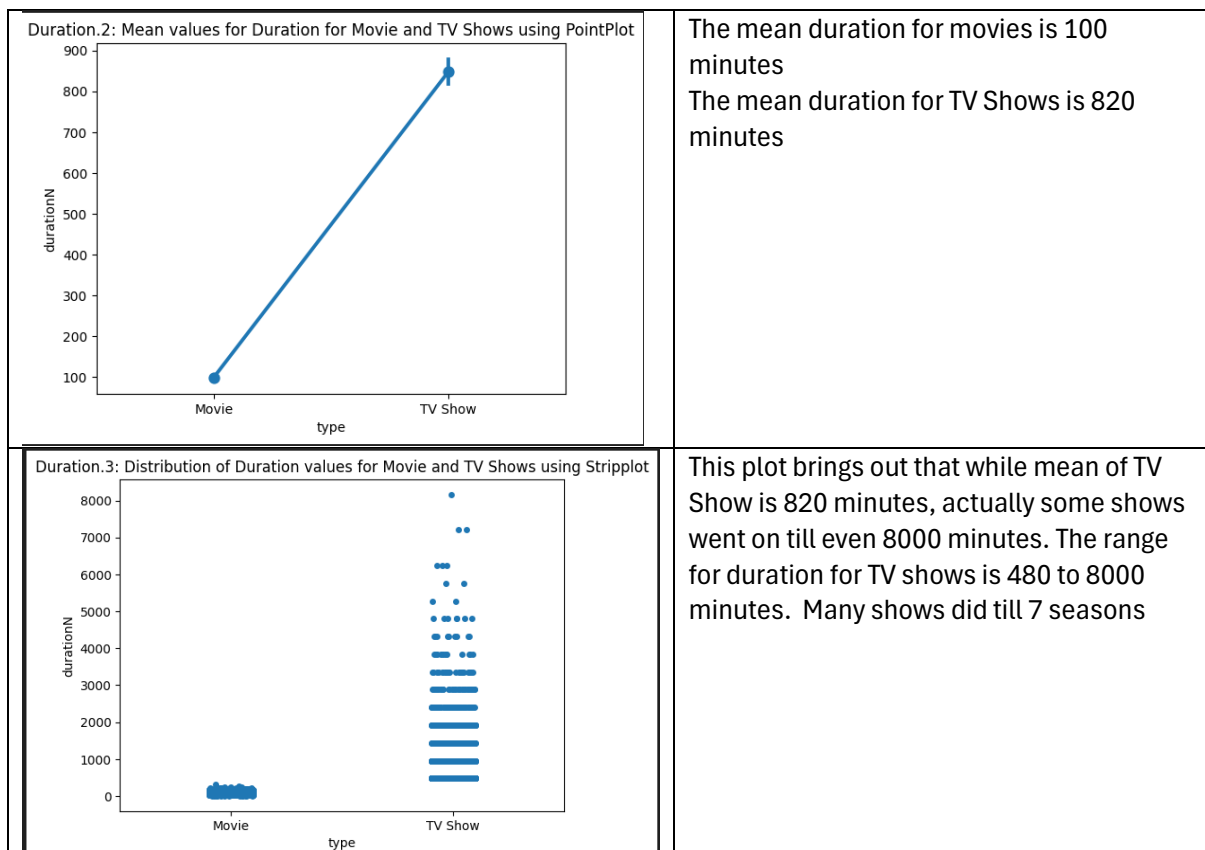 Duration.2: Mean values for Duration for Movie and TV Shows using PointPlot
900
800
700
600
500
400
300
200
100
durationN
Movie
TV Show
type
The mean duration for movies is 100
minutes
The mean duration for TV Shows is 820
minutes
Duration.3: Distribution of Duration values for Movie and TV Shows using Stripplot
8000
7000
6000
5000
4000
3000
2000
1000
0
durationN
Movie
TV Show
type
This plot brings out that while mean of TV
Show is 820 minutes, actually some shows
went on till even 8000 minutes. The range
for duration for TV shows is 480 to 8000
minutes.  Many shows did till 7 seasons